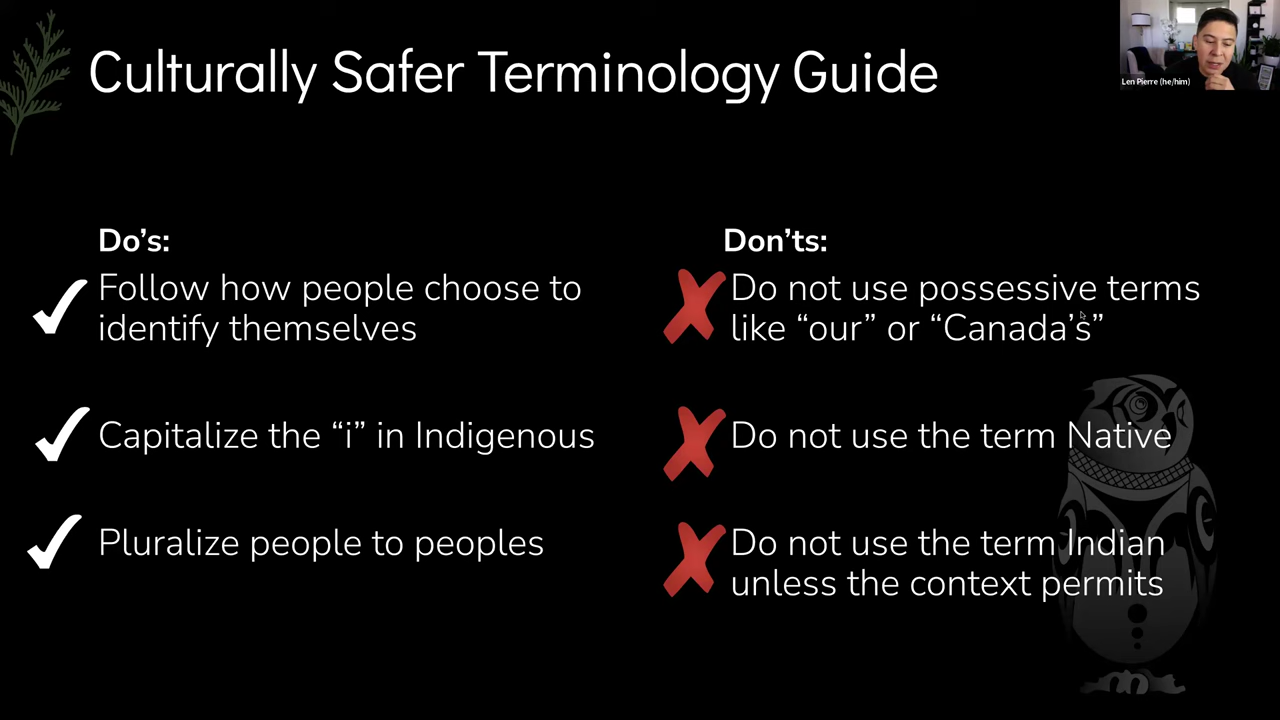 Culturally Safer Terminology Guide
Len Pierre (he/him)
Do's:
Follow how people choose to
identify themselves
Capitalize the “i” in Indigenous
Pluralize people to peoples
Don'ts:
Do not use possessive terms
like “our” or “Canada's”
Do not use the term Native
Do not use the term Indian
unless the context permits